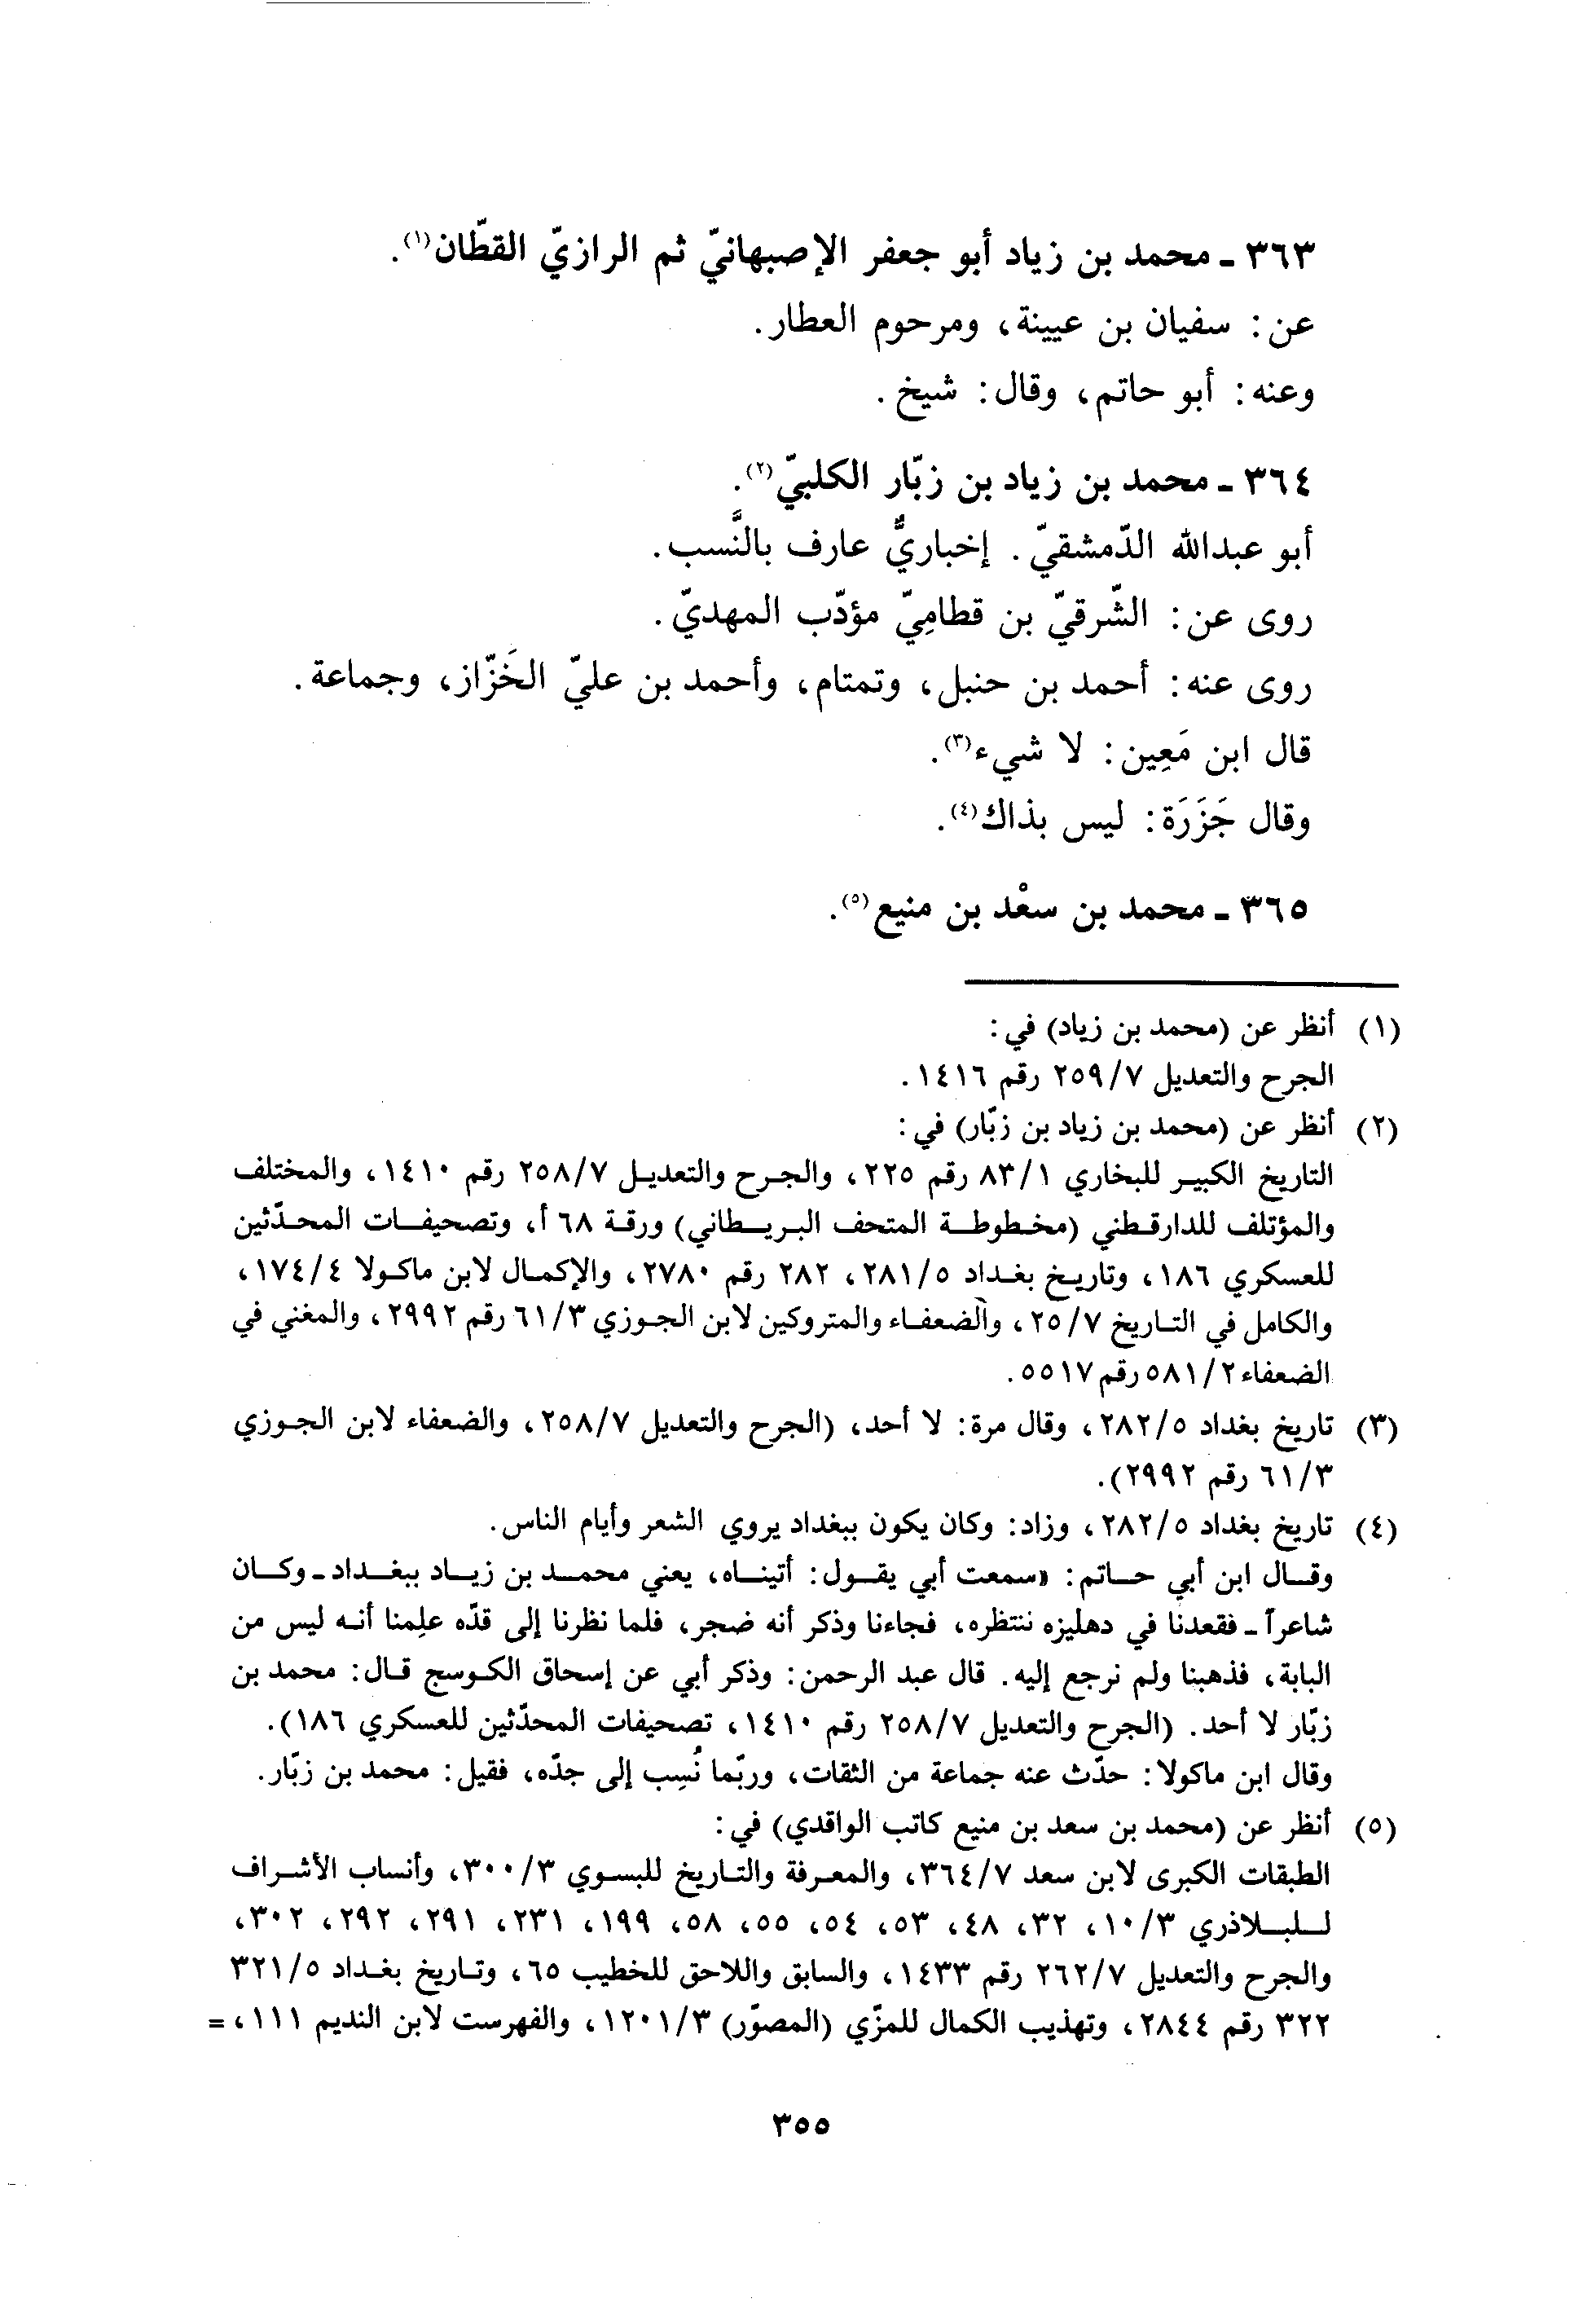 ٣٦٣ ـ محمد بن زياد أبو جعفر الإصبهانيّ ثم الرازيّ القطّان(١).
عن: سفيان بن عيينة، ومرحوم العطار.
وعنه: أبو حاتم، وقال: شيخ.
٣٦٤ ـ محمد بن زياد بن زبّار الكلبيّ(٢).
أبو عبدالله الدّمشقيّ. إخباريٌّ عارف بالنَّسب.
روى عن: الشّرقيّ بن قطامِيّ مؤدّب المهديّ.
روى عنه: أحمد بن حنبل، وتمتام، وأحمد بن عليّ الخَزّاز، وجماعة.
قال ابن مَعِين: لا شيء(٣).
وقال جَزَرَة: ليس بذاك(٤).
٣٦٥ ـ محمد بن سعْد بن منيع(٥).
(١) أنظر عن (محمد بن زياد) في:
الجرح والتعديل ٢٥٩/٧ رقم ١٤١٦.
(٢) أنظر عن (محمد بن زياد بن زبّار) في:
التاريخ الكبير للبخاري ٨٣/١ رقم ٢٢٥، والجرح والتعديل ٢٥٨/٧ رقم ١٤١٠، والمختلف
والمؤتلف للدارقطني (مخطوطة المتحف البريطاني) ورقة ٦٨ أ، وتصحيفات المحدّثين
للعسكري ١٨٦، وتاريخ بغداد ٢٨١/٥، ٢٨٢ رقم ٢٧٨٠، والإكمال لابن ماكولا ١٧٤/٤،
والكامل في التاريخ ٢٥/٧، والضعفاء والمتروكين لابن الجوزي ٦١/٣ رقم ٢٩٩٢، والمغني في
الضعفاء ٥٨١/٢ رقم ٥٥١٧.
(٣) تاريخ بغداد ٢٨٢/٥، وقال مرة: لا أحد، (الجرح والتعديل ٢٥٨/٧، والضعفاء لابن الجوزي
٦١/٣ رقم ٢٩٩٢).
(٤) تاريخ بغداد ٢٨٢/٥، وزاد: وكان يكون ببغداد يروي الشعر وأيام الناس.
وقال ابن أبي حاتم: «سمعت أبي يقول: أتيناه، يعني محمد بن زياد ببغداد ـ وكان
شاعراً ـ فقعدنا في دهليزه ننتظره، فجاءنا وذكر أنه ضجر، فلما نظرنا إلى قدّه علِمنا أنه ليس من
البابة، فذهبنا ولم نرجع إليه. قال عبد الرحمن: وذكر أبي عن إسحاق الكوسج قال: محمد بن
زبّار لا أحد. (الجرح والتعديل ٢٥٨/٧ رقم ١٤١٠، تصحيفات المحدّثين للعسكري ١٨٦).
وقال ابن ماكولا: حدّث عنه جماعة من الثقات، وربّما نُسِب إلى جدّه، فقيل: محمد بن زبّار.
(٥) أنظر عن (محمد بن سعد بن منيع كاتب الواقدي) في:
الطبقات الكبرى لابن سعد ٣٦٤/٧، والمعرفة والتاريخ للبسوي ٣٠٠/٣، وأنساب الأشراف
للبلاذري ١٠/٣، ٣٢، ٤٨، ٥٣، ٥٤، ٥٥، ٥٨، ١٩٩، ٢٣١، ٢٩١، ٢٩٢، ٣٠٢،
والجرح والتعديل ٢٦٢/٧ رقم ١٤٣٣، والسابق واللاحق للخطيب ٦٥، وتاريخ بغداد ٣٢١/٥
٣٢٢ رقم ٢٨٤٤، وتهذيب الكمال للمزّي (المصوّر) ١٢٠١/٣، والفهرست لابن النديم ١١١، =
٣٥٥